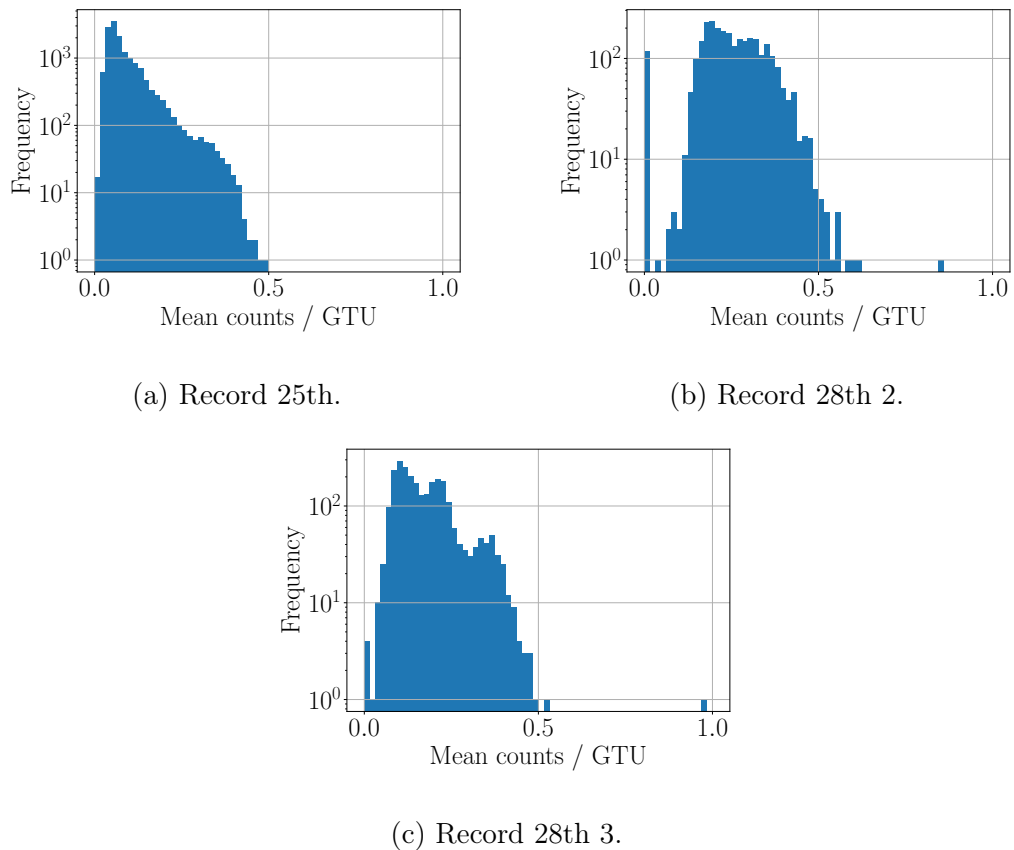 10³
10²
10¹
10⁰
Frequency
0.0 0.5 1.0
Mean counts / GTU
(a) Record 25th.
10²
10¹
10⁰
Frequency
0.0 0.5 1.0
Mean counts / GTU
(b) Record 28th 2.
10²
10¹
10⁰
Frequency
0.0 0.5 1.0
Mean counts / GTU
(c) Record 28th 3.